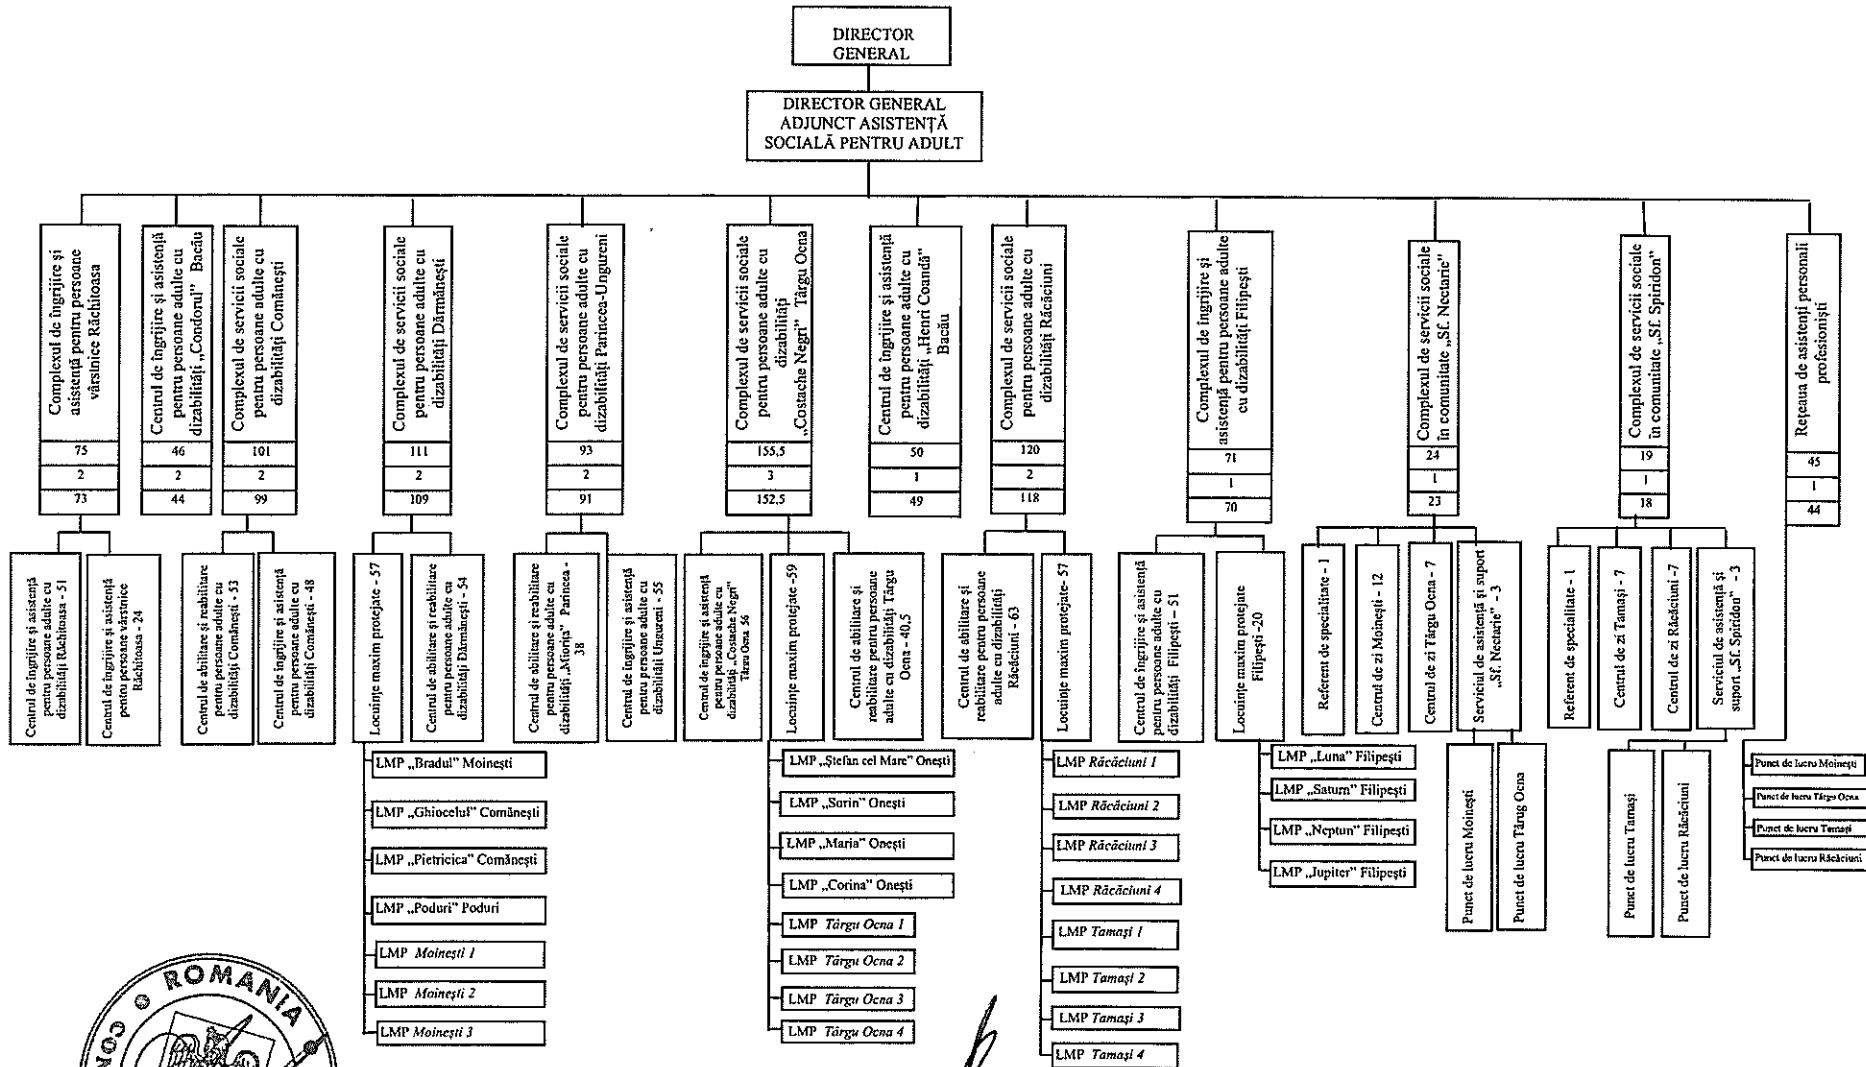 DIRECTOR
GENERAL
DIRECTOR GENERAL
ADJUNCT ASISTENȚĂ
SOCIALĂ PENTRU ADULT
Complexul de îngrijire și
asistență pentru persoane
vârstnice Răchitoasa
75
2
73
Centrul de îngrijire și asistență
pentru persoane adulte cu
dizabilități „Condorul” Bacău
46
2
44
Complexul de servicii sociale
pentru persoane adulte cu
dizabilități Comănești
101
2
99
Complexul de servicii sociale
pentru persoane adulte cu
dizabilități Dărmănești
111
2
109
Complexul de servicii sociale
pentru persoane adulte cu
dizabilități Parincea-Ungureni
93
2
91
Complexul de servicii sociale
pentru persoane adulte cu
dizabilități
„Costache Negri” Târgu Ocna
155,5
3
152,5
Centrul de îngrijire și asistență
pentru persoane adulte cu
dizabilități „Henri Coandă”
Bacău
50
1
49
Complexul de servicii sociale
pentru persoane adulte cu
dizabilități Răcăciuni
120
2
118
Complexul de îngrijire și
asistență pentru persoane adulte
cu dizabilități Filipești
71
1
70
Complexul de servicii sociale
în comunitate „Sf. Nectarie”
24
1
23
Complexul de servicii sociale
în comunitate „Sf. Spiridon”
19
1
18
Rețeaua de asistenți personali
profesioniști
45
1
44
Centrul de îngrijire și asistență
pentru persoane adulte cu
dizabilități Răchitoasa - 51
Centrul de îngrijire și asistență
pentru persoane vârstnice
Răchitoasa - 24
Centrul de abilitare și reabilitare
pentru persoane adulte cu
dizabilități Comănești - 53
Centrul de îngrijire și asistență
pentru persoane adulte cu
dizabilități Comănești - 48
Locuințe maxim protejate - 57
Centrul de abilitare și reabilitare
pentru persoane adulte cu
dizabilități Dărmănești - 54
Centrul de abilitare și reabilitare
pentru persoane adulte cu
dizabilități „Miorița” Parincea -
38
Centrul de îngrijire și asistență
pentru persoane adulte cu
dizabilități Ungureni - 55
Centrul de îngrijire și asistență
pentru persoane adulte cu
dizabilități „Costache Negri”
Târgu Ocna 56
Locuințe maxim protejate -59
Centrul de abilitare și
reabilitare pentru persoane
adulte cu dizabilități Târgu
Ocna - 40,5
Centrul de abilitare și
reabilitare pentru persoane
adulte cu dizabilități
Răcăciuni - 63
Locuințe maxim protejate- 57
Centrul de îngrijire și asistență
pentru persoane adulte cu
dizabilități Filipești – 51
Locuințe maxim protejate
Filipești -20
Referent de specialitate - 1
Centrul de zi Moinești - 12
Centrul de zi Târgu Ocna - 7
Serviciul de asistență și suport
„Sf. Nectarie” - 3
Referent de specialitate - 1
Centrul de zi Tamași - 7
Centrul de zi Răcăciuni -7
Serviciul de asistență și
suport „Sf. Spiridon” - 3
LMP „Bradul” Moinești
LMP „Ghiocelul” Comănești
LMP „Pietricica” Comănești
LMP „Poduri” Poduri
LMP Moinești 1
LMP Moinești 2
LMP Moinești 3
LMP „Ștefan cel Mare” Onești
LMP „Sorin” Onești
LMP „Maria” Onești
LMP „Corina” Onești
LMP Târgu Ocna 1
LMP Târgu Ocna 2
LMP Târgu Ocna 3
LMP Târgu Ocna 4
LMP Răcăciuni 1
LMP Răcăciuni 2
LMP Răcăciuni 3
LMP Răcăciuni 4
LMP Tamași 1
LMP Tamași 2
LMP Tamași 3
LMP Tamași 4
LMP „Luna” Filipești
LMP „Saturn” Filipești
LMP „Neptun” Filipești
LMP „Jupiter” Filipești
Punct de lucru Moinești
Punct de lucru Târug Ocna
Punct de lucru Tamași
Punct de lucru Răcăciuni
Punct de lucru Moinești
Punct de lucru Târgu Ocna
Punct de lucru Tamași
Punct de lucru Răcăciuni
ROMANIA